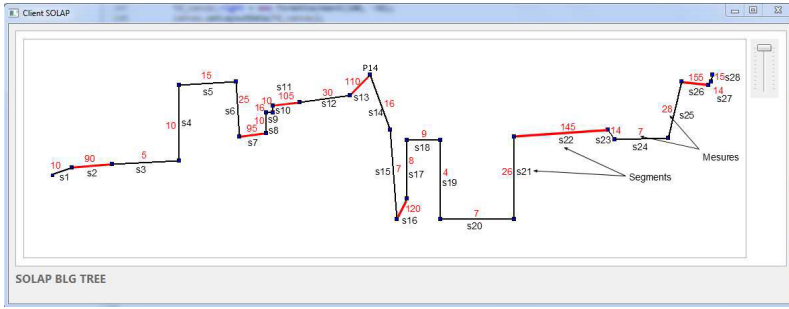 Client SOLAP
P14
15
s5
s11
30
s12
110
s13
155
s26
15
s28
14
s27
25
s6
10
105
16
s10
s9
10
s8
95
s7
10
s4
16
s14
28
s25
10
s1
90
s2
5
s3
9
s18
145
s22
14
s23
7
s24
Mesures
s15
7
8
s17
4
s19
26
s21
Segments
120
s16
7
s20
SOLAP BLG TREE